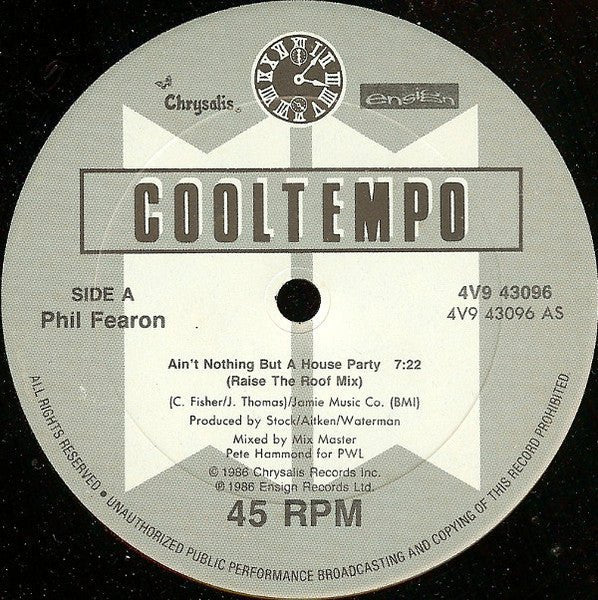 Chrysalis
ensign
COOLTEMPO
SIDE A
Phil Fearon
4V9 43096
4V9 43096 AS
Ain't Nothing But A House Party 7:22
(Raise The Roof Mix)
(C. Fisher/J. Thomas)/Jamie Music Co. (BMI)
Produced by Stock/Aitken/Waterman
Mixed by Mix Master
Pete Hammond for PWL
© 1986 Chrysalis Records Inc.
℗ 1986 Ensign Records Ltd.
45 RPM
ALL RIGHTS RESERVED • UNAUTHORIZED PUBLIC PERFORMANCE BROADCASTING AND COPYING OF THIS RECORD PROHIBITED